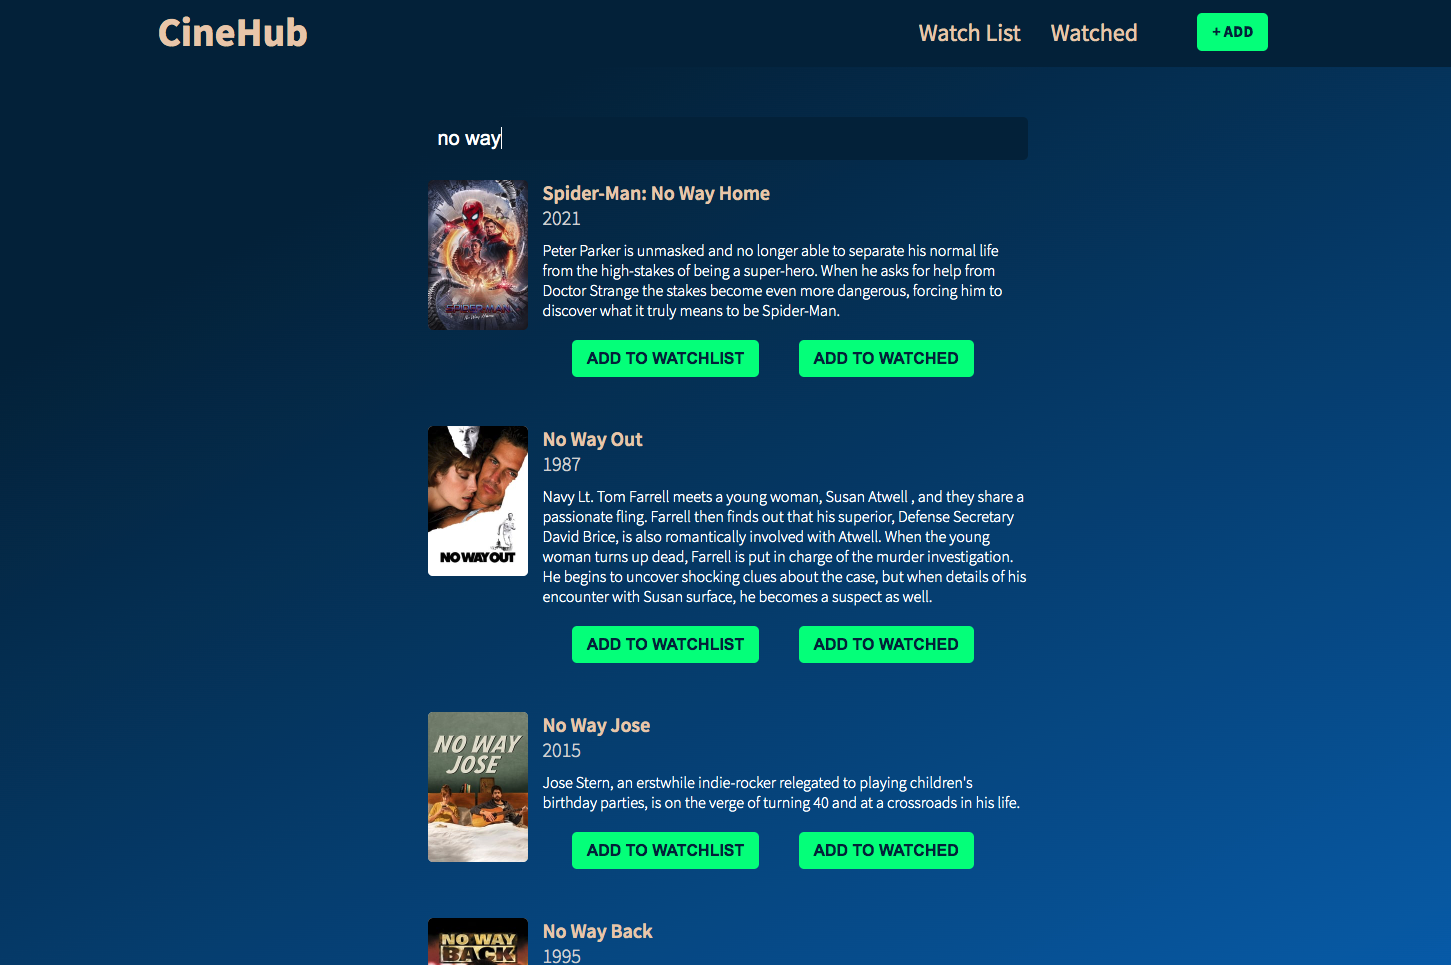 CineHub
Watch List
Watched
+ ADD
no way
SPIDER-MAN
No Way Home
Spider-Man: No Way Home
2021
Peter Parker is unmasked and no longer able to separate his normal life
from the high-stakes of being a super-hero. When he asks for help from
Doctor Strange the stakes become even more dangerous, forcing him to
discover what it truly means to be Spider-Man.
ADD TO WATCHLIST
ADD TO WATCHED
NO WAY OUT
No Way Out
1987
Navy Lt. Tom Farrell meets a young woman, Susan Atwell , and they share a
passionate fling. Farrell then finds out that his superior, Defense Secretary
David Brice, is also romantically involved with Atwell. When the young
woman turns up dead, Farrell is put in charge of the murder investigation.
He begins to uncover shocking clues about the case, but when details of his
encounter with Susan surface, he becomes a suspect as well.
ADD TO WATCHLIST
ADD TO WATCHED
NO WAY
JOSE
No Way Jose
2015
Jose Stern, an erstwhile indie-rocker relegated to playing children's
birthday parties, is on the verge of turning 40 and at a crossroads in his life.
ADD TO WATCHLIST
ADD TO WATCHED
NO WAY
BACK
No Way Back
1995